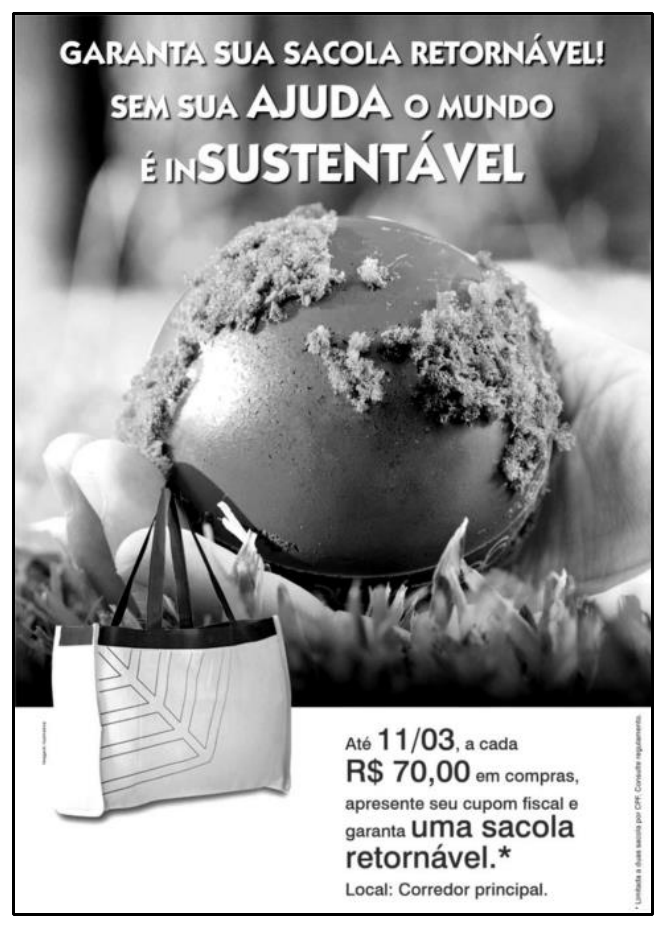 GARANTA SUA SACOLA RETORNÁVEL!
SEM SUA AJUDA O MUNDO
É INSUSTENTÁVEL
Até 11/03, a cada
R$ 70,00 em compras,
apresente seu cupom fiscal e
garanta uma sacola
retornável.*
Local: Corredor principal.
* Limitada a duas sacola por CPF. Consulte regulamento.